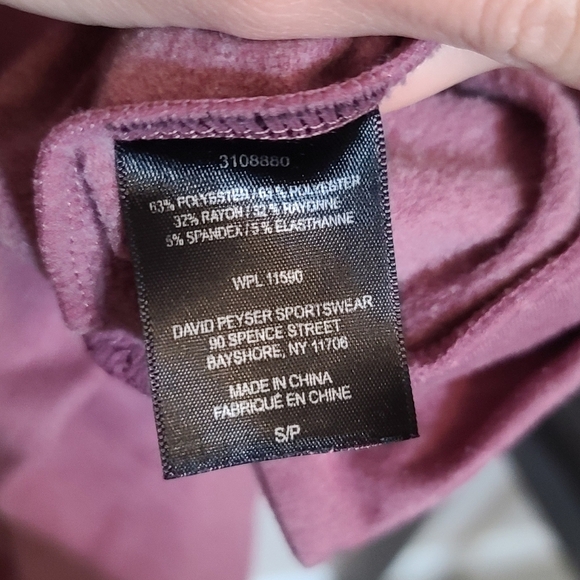 3108880
63% POLYESTER / 63% POLYESTER
32% RAYON / 32% RAYONNE
5% SPANDEX / 5% ELASTHANNE
WPL 11590
DAVID PEYSER SPORTSWEAR
90 SPENCE STREET
BAYSHORE, NY 11706
MADE IN CHINA
FABRIQUÉ EN CHINE
S/P